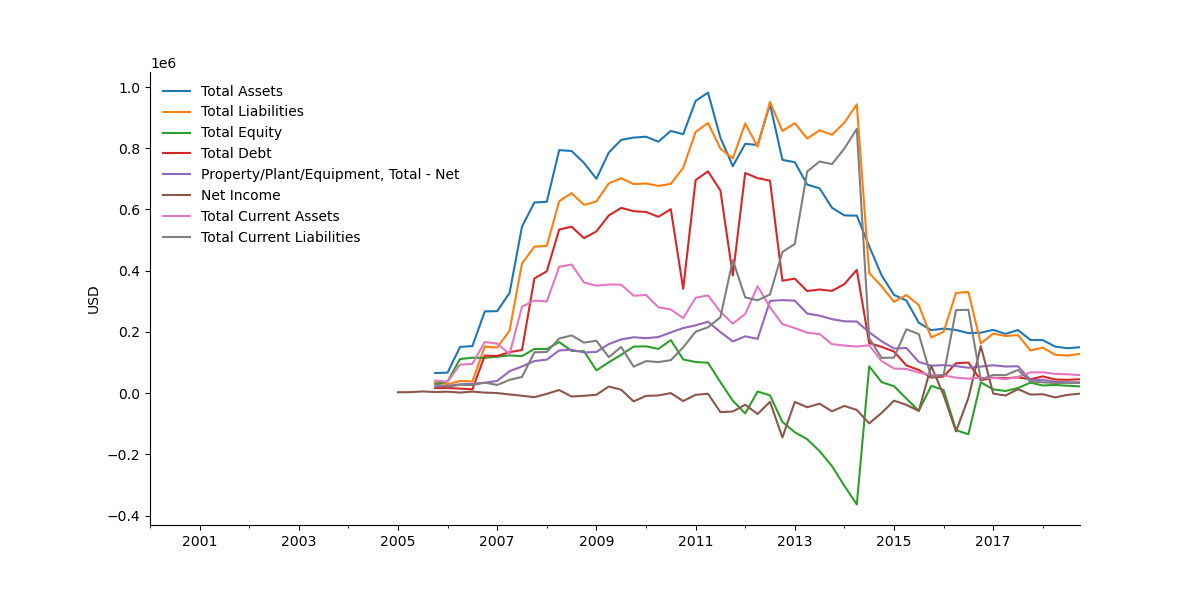 1e6
1.0
0.8
0.6
0.4
0.2
0.0
−0.2
−0.4
USD
Total Assets
Total Liabilities
Total Equity
Total Debt
Property/Plant/Equipment, Total - Net
Net Income
Total Current Assets
Total Current Liabilities
2001 2003 2005 2007 2009 2011 2013 2015 2017